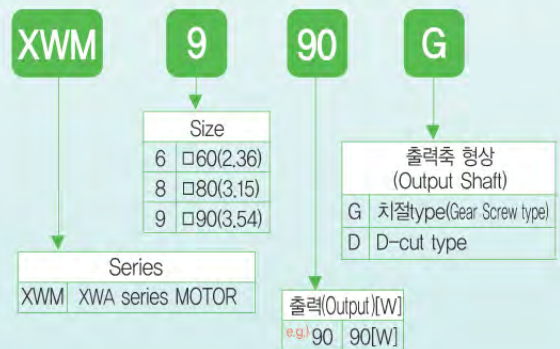 XWM 9 90 G
Size
6 □60(2.36)
8 □80(3.15)
9 □90(3.54)
출력축 형상
(Output Shaft)
G 치절type(Gear Screw type)
D D-cut type
Series
XWM XWA series MOTOR
출력(Output)[W]
e.g.) 90 90[W]